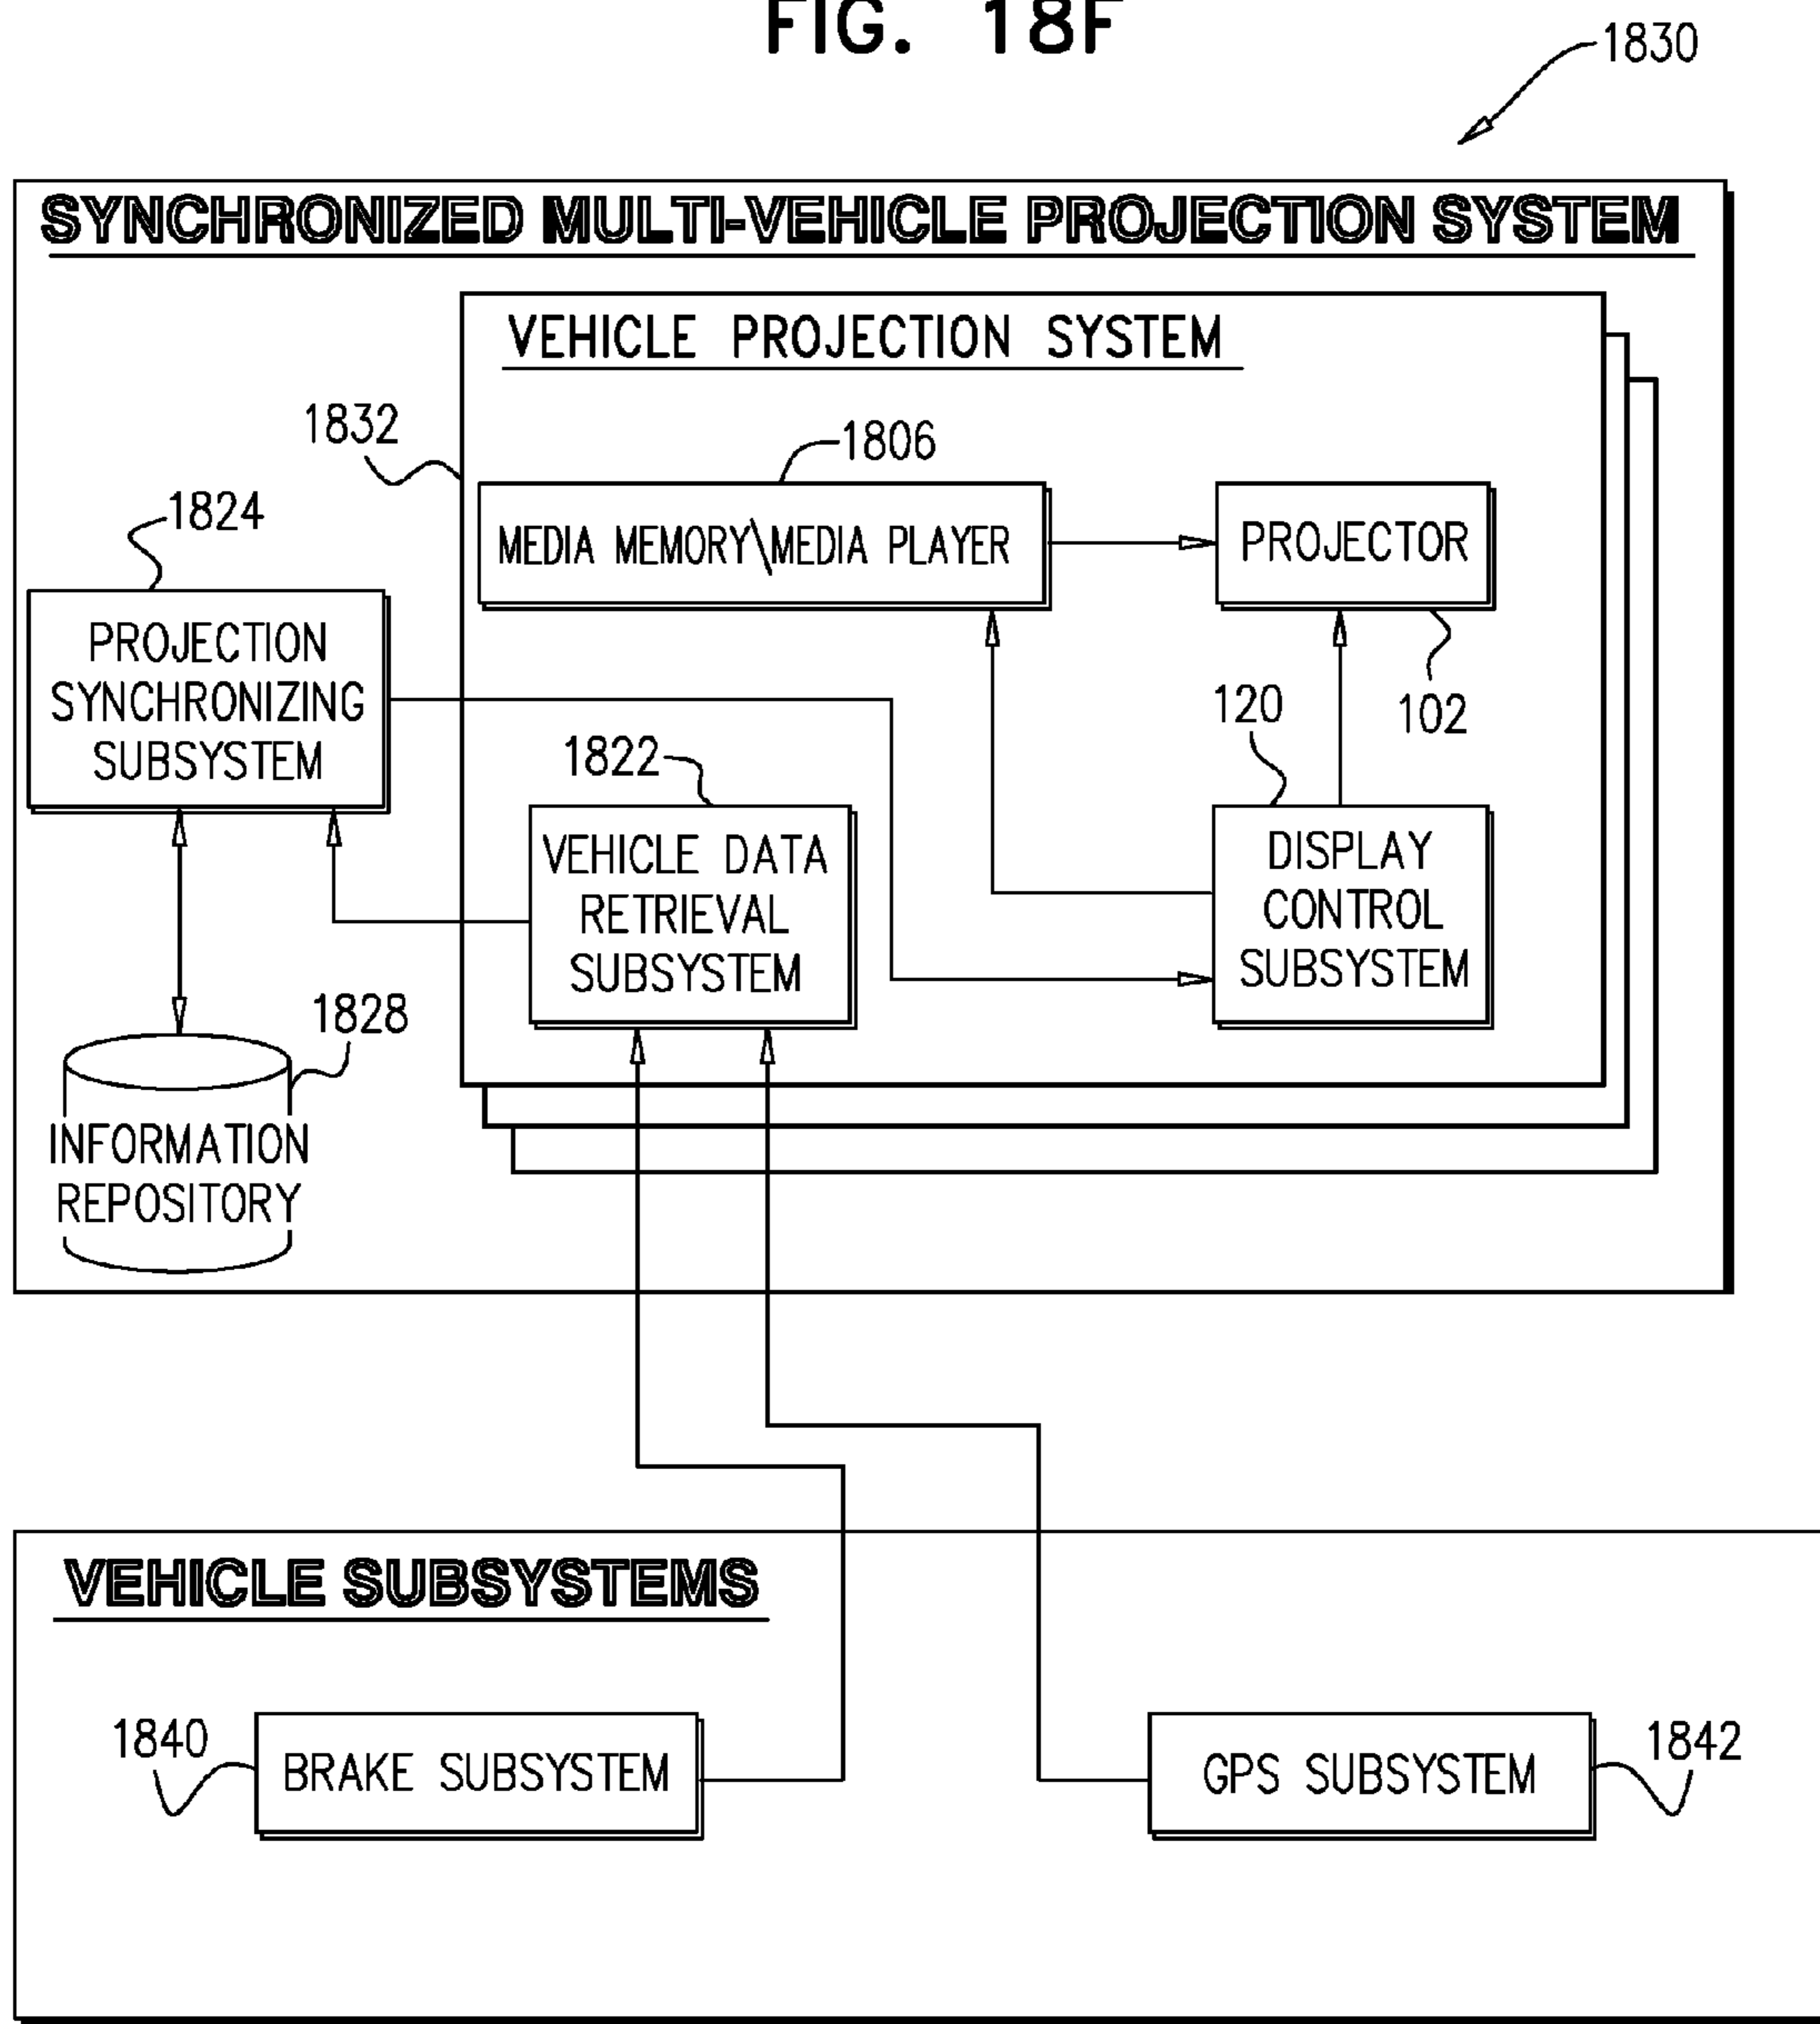 FIG. 18F
1830
SYNCHRONIZED MULTI-VEHICLE PROJECTION SYSTEM
VEHICLE PROJECTION SYSTEM
1832
1806
MEDIA MEMORY\MEDIA PLAYER
PROJECTOR
102
1824
PROJECTION
SYNCHRONIZING
SUBSYSTEM
1822
VEHICLE DATA
RETRIEVAL
SUBSYSTEM
120
DISPLAY
CONTROL
SUBSYSTEM
1828
INFORMATION
REPOSITORY
VEHICLE SUBSYSTEMS
1840
BRAKE SUBSYSTEM
GPS SUBSYSTEM
1842